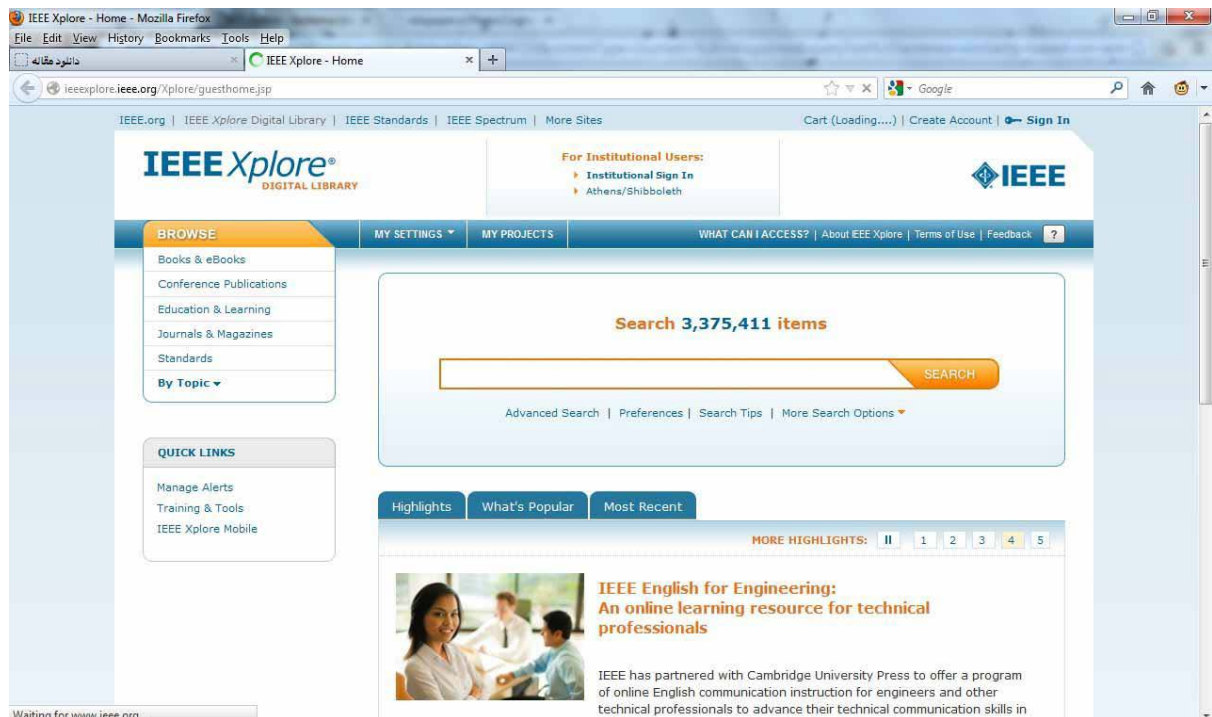 IEEE Xplore - Home - Mozilla Firefox
File Edit View History Bookmarks Tools Help
دانلود مقاله
IEEE Xplore - Home
ieeexplore.ieee.org/Xplore/guesthome.jsp
Google
IEEE.org | IEEE Xplore Digital Library | IEEE Standards | IEEE Spectrum | More Sites
Cart (Loading....) | Create Account | Sign In
IEEE Xplore®
DIGITAL LIBRARY
For Institutional Users:
Institutional Sign In
Athens/Shibboleth
IEEE
BROWSE
MY SETTINGS
MY PROJECTS
WHAT CAN I ACCESS? | About IEEE Xplore | Terms of Use | Feedback ?
Books & eBooks
Conference Publications
Education & Learning
Journals & Magazines
Standards
By Topic
Search 3,375,411 items
SEARCH
Advanced Search | Preferences | Search Tips | More Search Options
QUICK LINKS
Manage Alerts
Training & Tools
IEEE Xplore Mobile
Highlights
What's Popular
Most Recent
MORE HIGHLIGHTS: 1 2 3 4 5
IEEE English for Engineering:
An online learning resource for technical
professionals
IEEE has partnered with Cambridge University Press to offer a program
of online English communication instruction for engineers and other
technical professionals to advance their technical communication skills in
Waiting for www.ieee.org